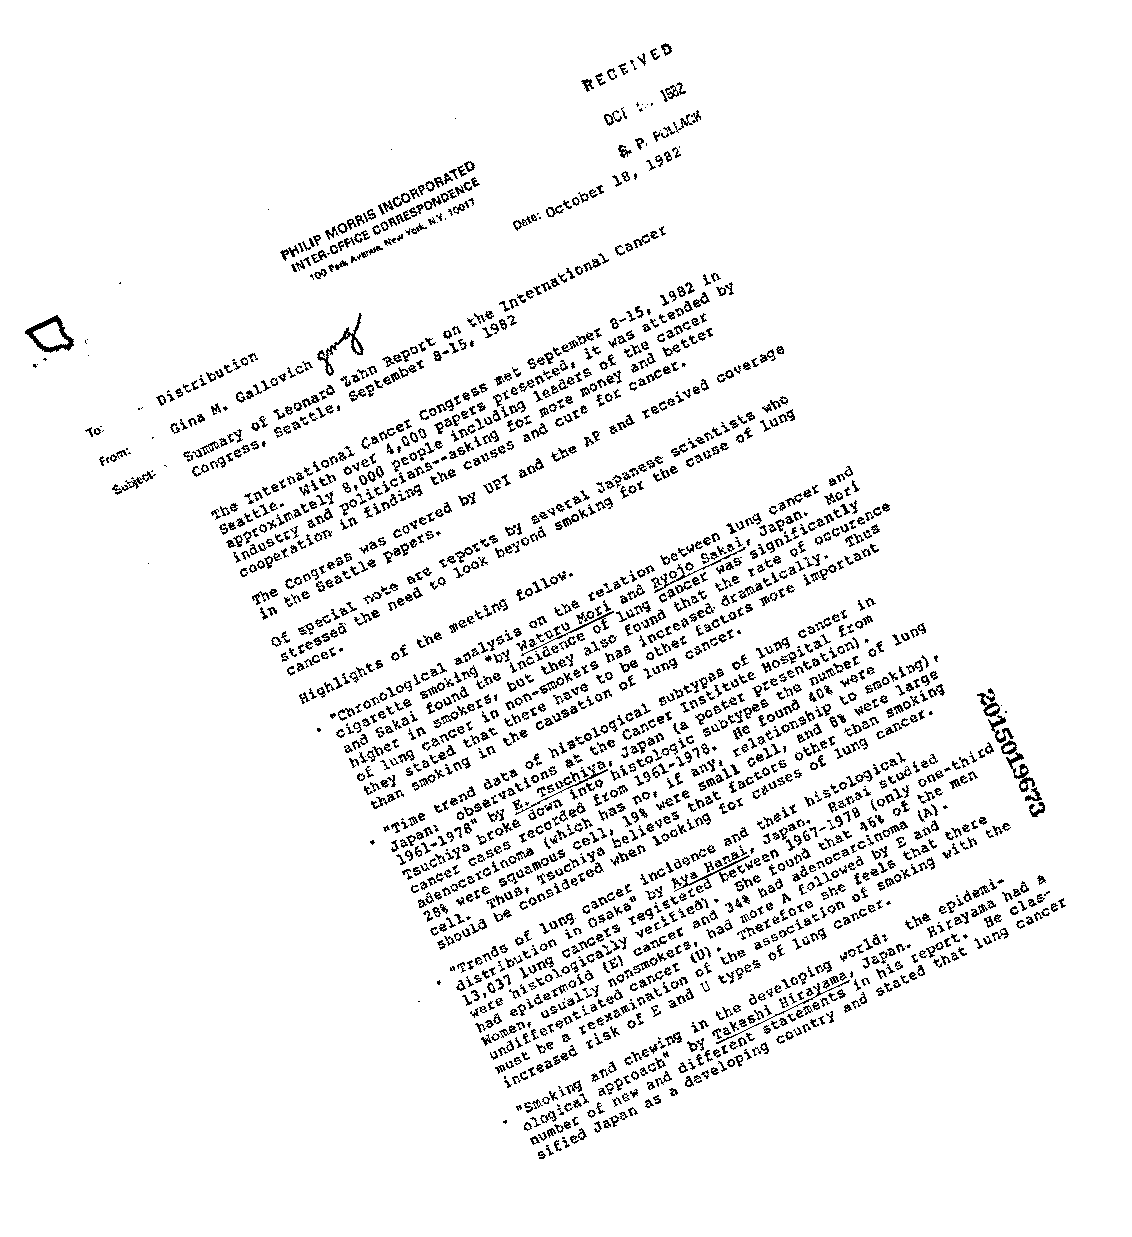 RECEIVED
OCT 1982
S. P. POLLACK
PHILIP MORRIS INCORPORATED
INTER-OFFICE CORRESPONDENCE
100 Park Avenue, New York, N.Y. 10017
Date: October 18, 1982
To: Distribution
From: Gina M. Gallovich gmg
Subject: Summary of Leonard Zahn Report on the International Cancer
Congress, Seattle, September 8-15, 1982
The International Cancer Congress met September 8-15, 1982 in
Seattle. With over 4,000 papers presented, it was attended by
approximately 8,000 people including leaders of the cancer
industry and politicians--asking for more money and better
cooperation in finding the causes and cure for cancer.
The Congress was covered by UPI and the AP and received coverage
in the Seattle papers.
Of special note are reports by several Japanese scientists who
stressed the need to look beyond smoking for the cause of lung
cancer.
Highlights of the meeting follow.
• "Chronological analysis on the relation between lung cancer and
cigarette smoking "by Wataru Mori and Ryojo Sakai, Japan. Mori
and Sakai found the incidence of lung cancer was significantly
higher in smokers, but they also found that the rate of occurence
of lung cancer in non-smokers has increased dramatically. Thus
they stated that there have to be other factors more important
than smoking in the causation of lung cancer.
• "Time trend data of histological subtypas of lung cancer in
Japan; observations at the Cancer Institute Hospital from
1961-1978" by E. Tsuchiya, Japan (a poster presentation).
Tsuchiya broke down into histologic subtypes the number of lung
cancer cases recorded from 1961-1978. He found 40% were
adenocarcinoma (which has no, if any, relationship to smoking),
28% were squamous cell, 19% were small cell, and 8% were large
cell. Thus, Tsuchiya believes that factors other than smoking
should be considered when looking for causes of lung cancer.
• "Trends of lung cancer incidence and their histological
distribution in Osaka" by Aya Hanai, Japan. Hanai studied
13,037 lung cancers registered between 1967-1978 (only one-third
were histologically verified). She found that 46% of the men
had epidermoid (E) cancer and 34% had adenocarcinoma (A).
Women, usually nonsmokers, had more A followed by E and
undifferentiated cancer (U). Therefore she feels that there
must be a reexamination of the association of smoking with the
increased risk of E and U types of lung cancer.
• "Smoking and chewing in the developing world: the epidemi-
ological approach" by Takeshi Hirayama, Japan. Hirayama had a
number of new and different statements in his report. He clas-
sified Japan as a developing country and stated that lung cancer
2015019673